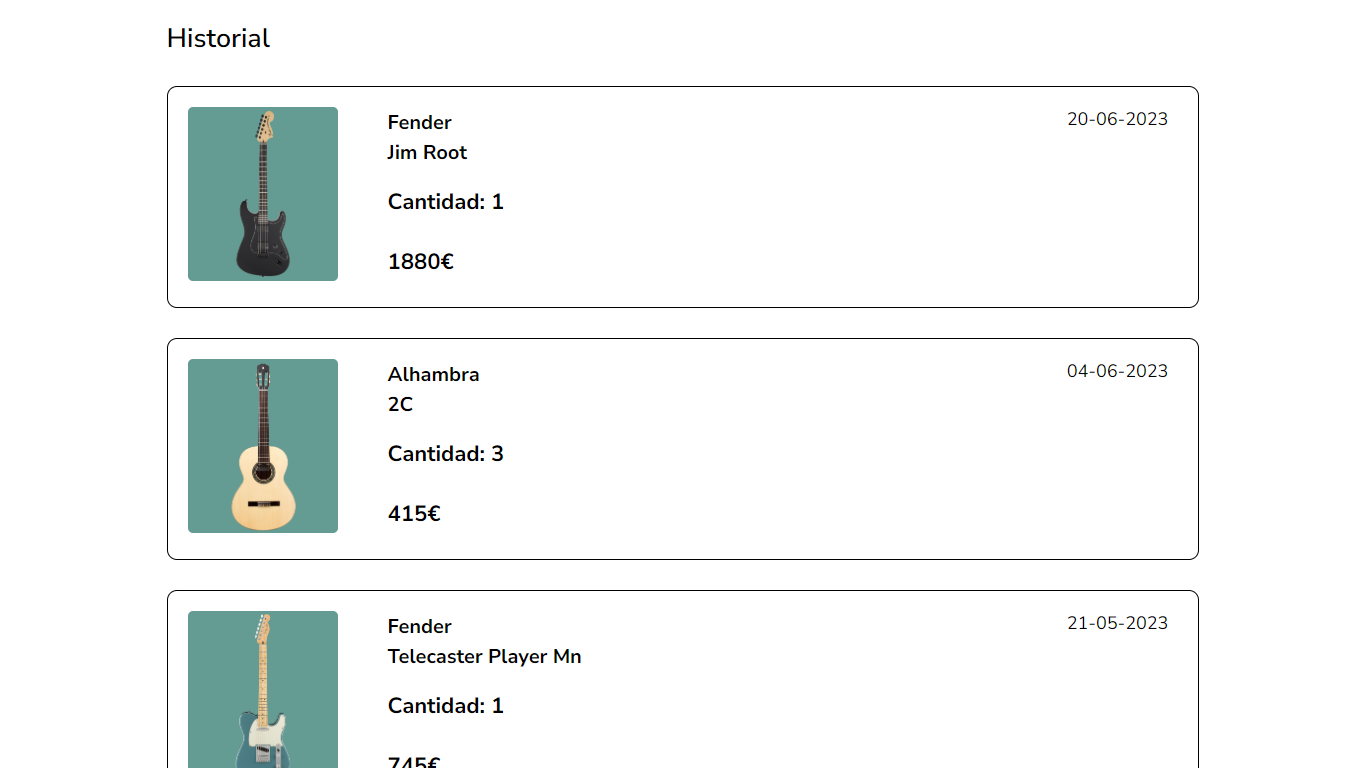 Historial
Fender
20-06-2023
Jim Root
Cantidad: 1
1880€
Alhambra
04-06-2023
2C
Cantidad: 3
415€
Fender
21-05-2023
Telecaster Player Mn
Cantidad: 1
745€